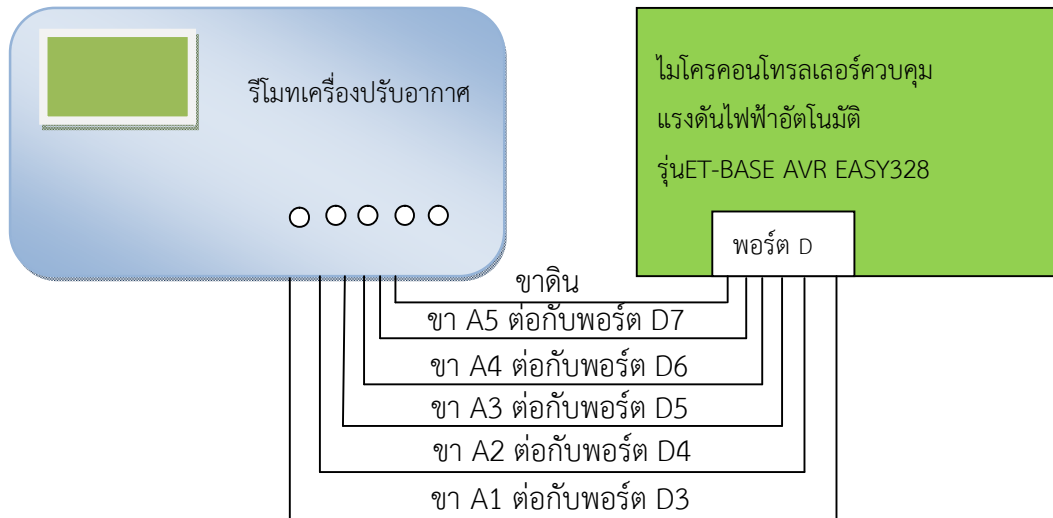 รีโมทเครื่องปรับอากาศ
ไมโครคอนโทรลเลอร์ควบคุม
แรงดันไฟฟ้าอัตโนมัติ
รุ่นET-BASE AVR EASY328
พอร์ต D
ขาดิน
ขา A5 ต่อกับพอร์ต D7
ขา A4 ต่อกับพอร์ต D6
ขา A3 ต่อกับพอร์ต D5
ขา A2 ต่อกับพอร์ต D4
ขา A1 ต่อกับพอร์ต D3